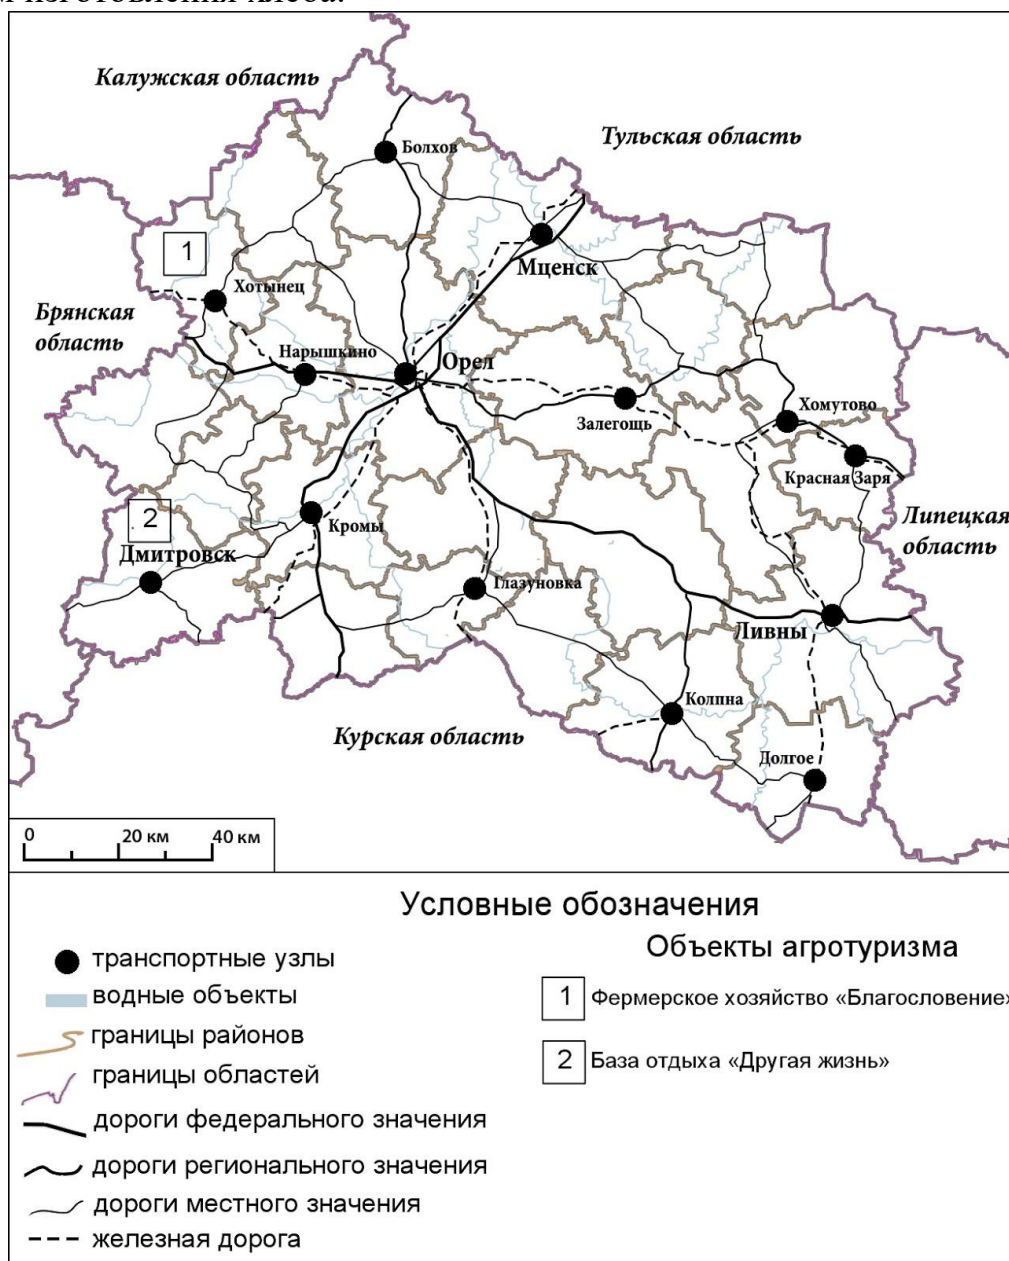 изготовления хлеба.
Калужская область
Тульская область
Болхов
Мценск
1
Хотынец
Брянская
область
Нарышкино
Орел
Залегощь
Хомутово
Красная Заря
2
Кромы
Дмитровск
Липецкая
область
Глазуновка
Ливны
Колпна
Курская область
Долгое
0 20 км 40 км
Условные обозначения
транспортные узлы
водные объекты
границы районов
границы областей
дороги федерального значения
дороги регионального значения
дороги местного значения
железная дорога
Объекты агротуризма
1 Фермерское хозяйство «Благословение»
2 База отдыха «Другая жизнь»